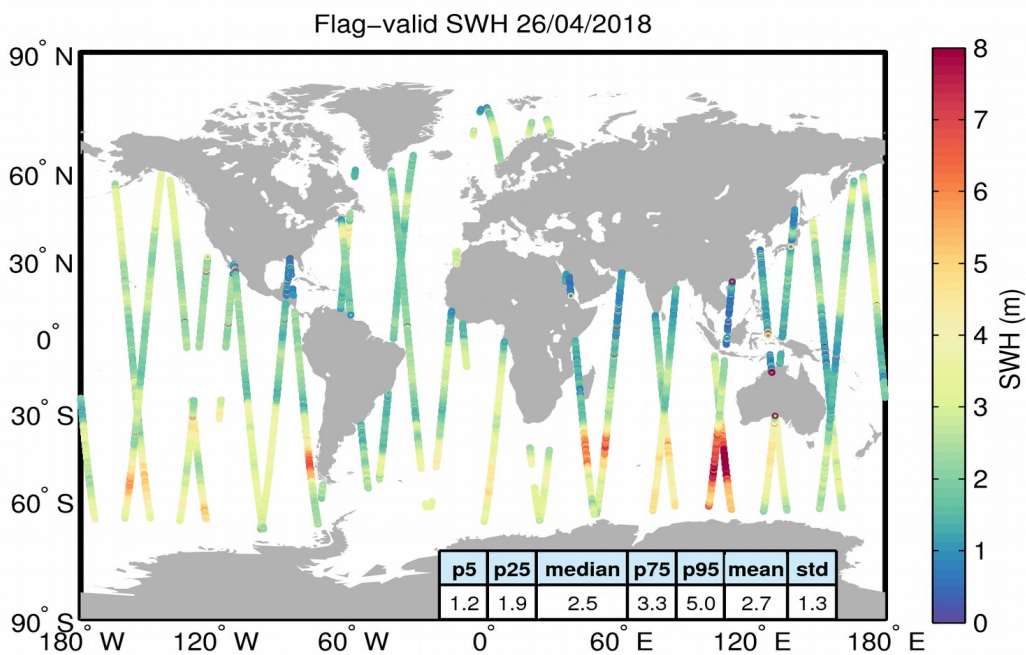 Flag−valid SWH 26/04/2018
90° N
60° N
30° N
0°
30° S
60° S
90° S
180° W
120° W
60° W
0°
60° E
120° E
180° E
p5 p25 median p75 p95 mean std
1.2 1.9 2.5 3.3 5.0 2.7 1.3
8
7
6
5
4
3
2
1
0
SWH (m)